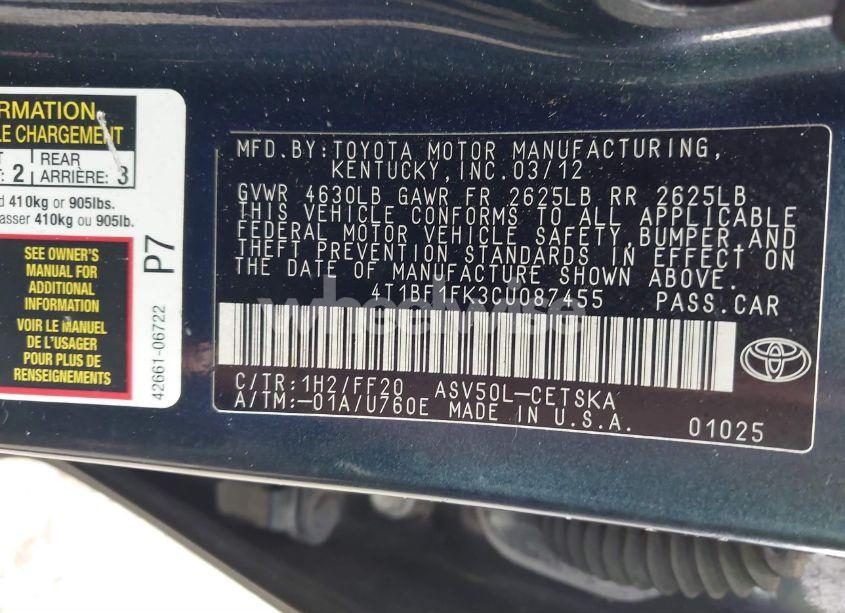 RMATION
LE CHARGEMENT
T
: 2
REAR
ARRIÈRE: 3
d 410kg or 905lbs.
asser 410kg ou 905lb.
SEE OWNER'S
MANUAL FOR
ADDITIONAL
INFORMATION
VOIR LE MANUEL
DE L'USAGER
POUR PLUS DE
RENSEIGNEMENTS
P7
42661-06722
MFD.BY:TOYOTA MOTOR MANUFACTURING,
KENTUCKY,INC.03/12
GVWR 4630LB GAWR FR 2625LB RR 2625LB
THIS VEHICLE CONFORMS TO ALL APPLICABLE
FEDERAL MOTOR VEHICLE SAFETY,BUMPER,AND
THEFT PREVENTION STANDARDS IN EFFECT ON
THE DATE OF MANUFACTURE SHOWN ABOVE.
4T1BF1FK3CU087455 PASS.CAR
wheelwise
C/TR:1H2/FF20 ASV50L-CETSKA
A/TM:-01A/U760E MADE IN U.S.A. 01025